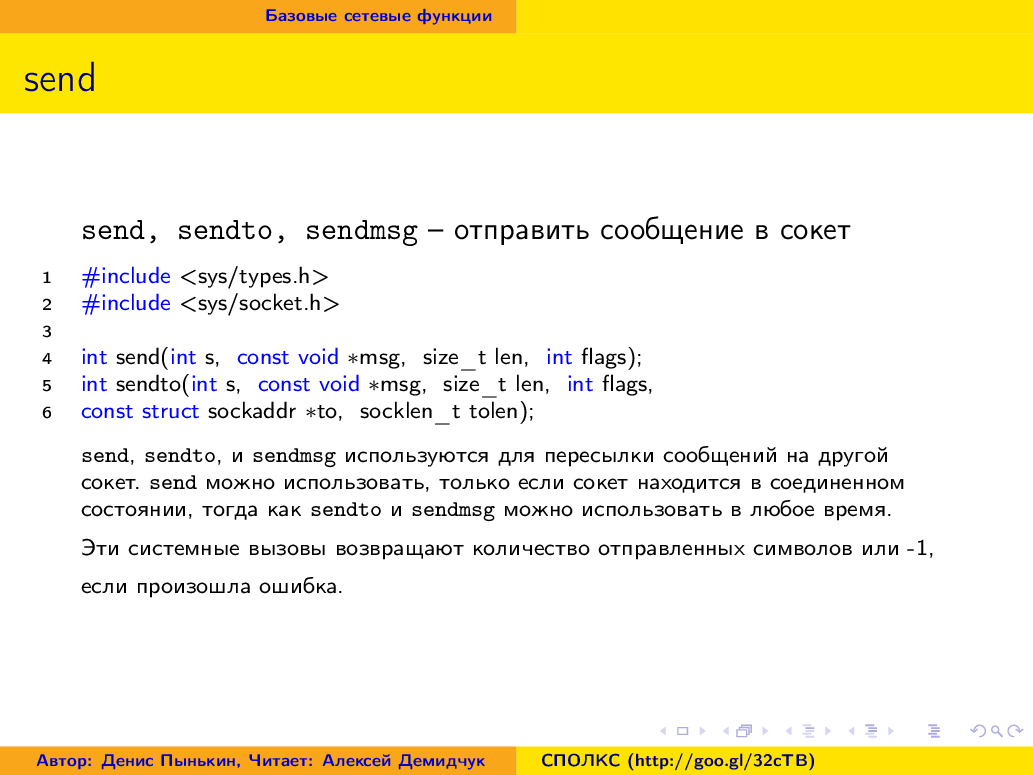 Базовые сетевые функции
send
send, sendto, sendmsg – отправить сообщение в сокет
1 #include <sys/types.h>
2 #include <sys/socket.h>
3
4 int send(int s, const void *msg, size_t len, int flags);
5 int sendto(int s, const void *msg, size_t len, int flags,
6 const struct sockaddr *to, socklen_t tolen);
send, sendto, и sendmsg используются для пересылки сообщений на другой
сокет. send можно использовать, только если сокет находится в соединенном
состоянии, тогда как sendto и sendmsg можно использовать в любое время.
Эти системные вызовы возвращают количество отправленных символов или -1,
если произошла ошибка.
Автор: Денис Пынькин, Читает: Алексей Демидчук
СПОЛКС (http://goo.gl/32cTB)